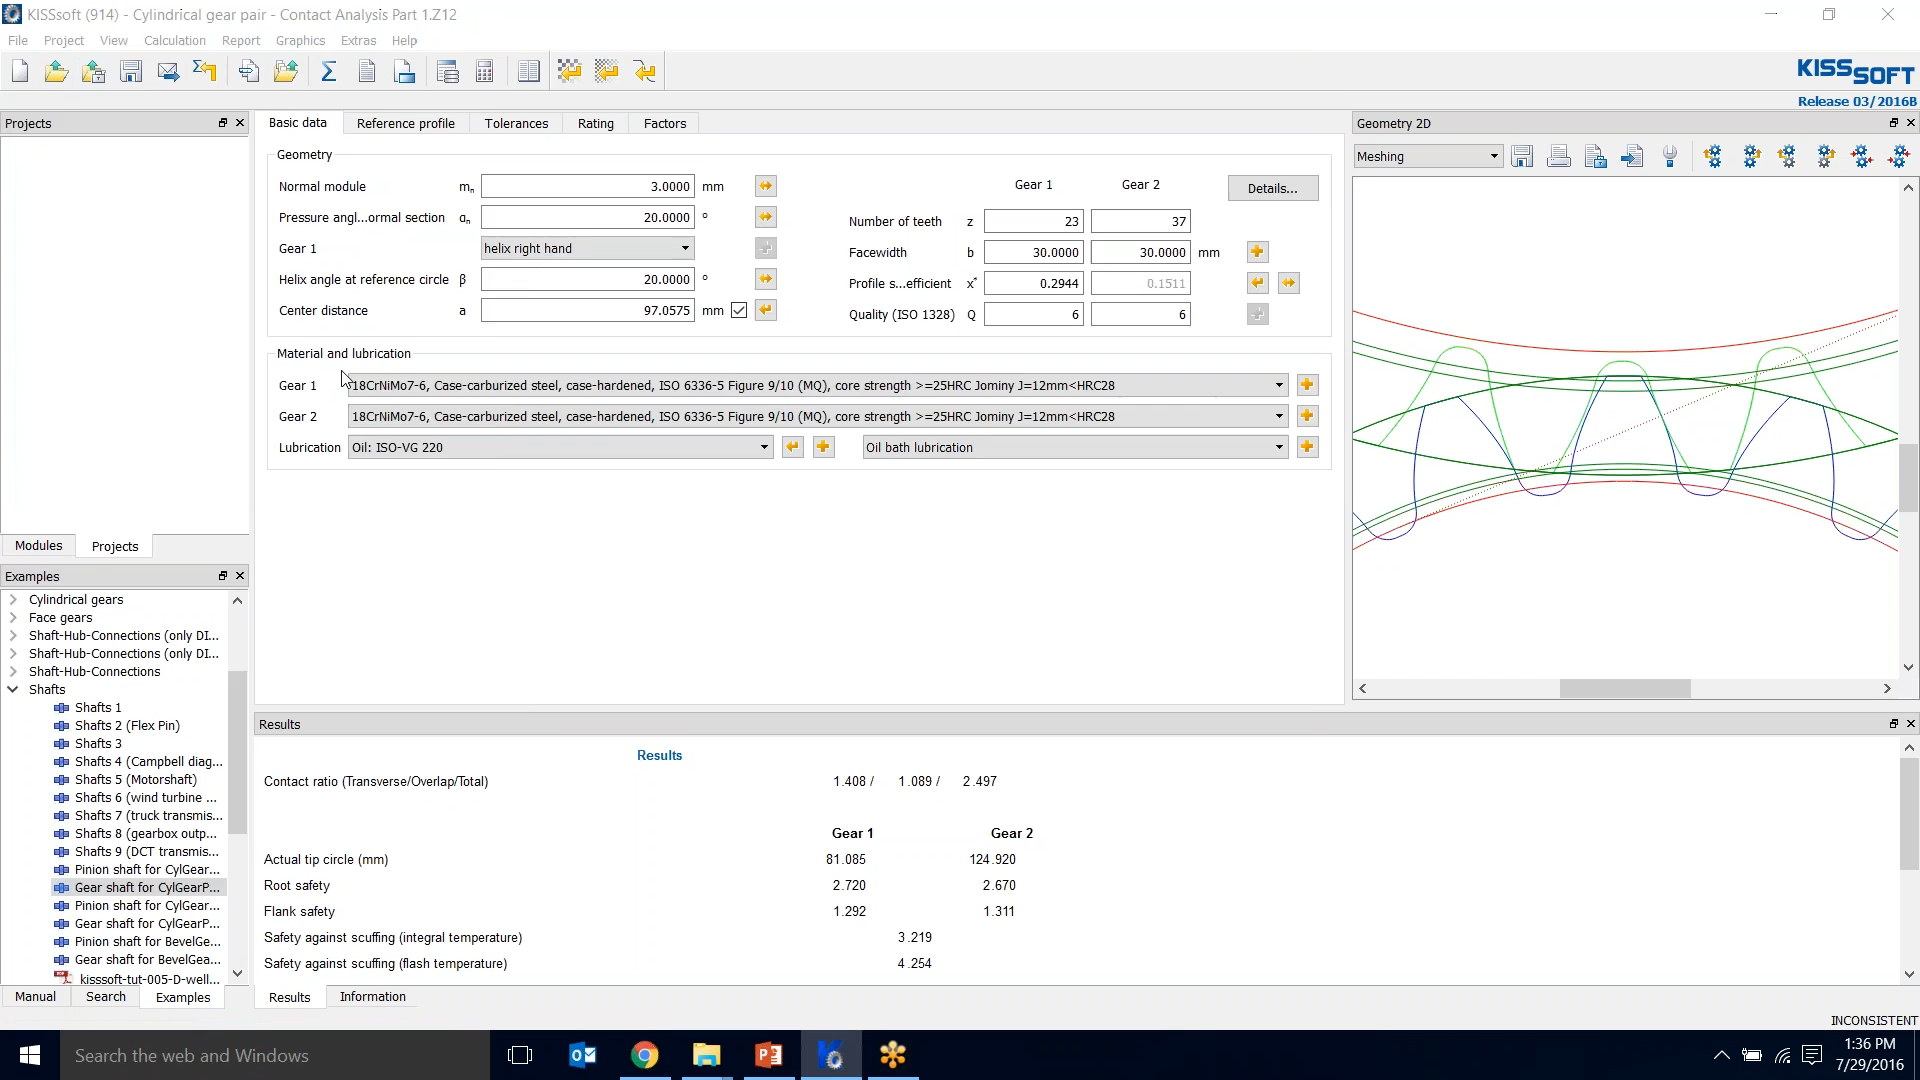 KISSsoft (914) - Cylindrical gear pair - Contact Analysis Part 1.Z12
File Project View Calculation Report Graphics Extras Help
KISSSOFT
Release 03/2016B
Projects
Modules Projects
Examples
Cylindrical gears
Face gears
Shaft-Hub-Connections (only DI...
Shaft-Hub-Connections (only DI...
Shaft-Hub-Connections
Shafts
Shafts 1
Shafts 2 (Flex Pin)
Shafts 3
Shafts 4 (Campbell diag...
Shafts 5 (Motorshaft)
Shafts 6 (wind turbine ...
Shafts 7 (truck transmis...
Shafts 8 (gearbox outp...
Shafts 9 (DCT transmis...
Pinion shaft for CylGear...
Gear shaft for CylGearP...
Pinion shaft for CylGear...
Gear shaft for CylGearP...
Pinion shaft for BevelGe...
Gear shaft for BevelGea...
kisssoft-tut-005-D-well...
Manual Search Examples
Basic data Reference profile Tolerances Rating Factors
Geometry
Normal module mn 3.0000 mm
Pressure angl...ormal section αn 20.0000 °
Gear 1 helix right hand
Helix angle at reference circle β 20.0000 °
Center distance a 97.0575 mm
Gear 1 Gear 2 Details...
Number of teeth z 23 37
Facewidth b 30.0000 30.0000 mm
Profile s...efficient x* 0.2944 0.1511
Quality (ISO 1328) Q 6 6
Material and lubrication
Gear 1 18CrNiMo7-6, Case-carburized steel, case-hardened, ISO 6336-5 Figure 9/10 (MQ), core strength >=25HRC Jominy J=12mm<HRC28
Gear 2 18CrNiMo7-6, Case-carburized steel, case-hardened, ISO 6336-5 Figure 9/10 (MQ), core strength >=25HRC Jominy J=12mm<HRC28
Lubrication Oil: ISO-VG 220 Oil bath lubrication
Geometry 2D
Meshing
Results
Results
Contact ratio (Transverse/Overlap/Total) 1.408 / 1.089 / 2.497
Gear 1 Gear 2
Actual tip circle (mm) 81.085 124.920
Root safety 2.720 2.670
Flank safety 1.292 1.311
Safety against scuffing (integral temperature) 3.219
Safety against scuffing (flash temperature) 4.254
Results Information
INCONSISTENT
Search the web and Windows
1:36 PM
7/29/2016